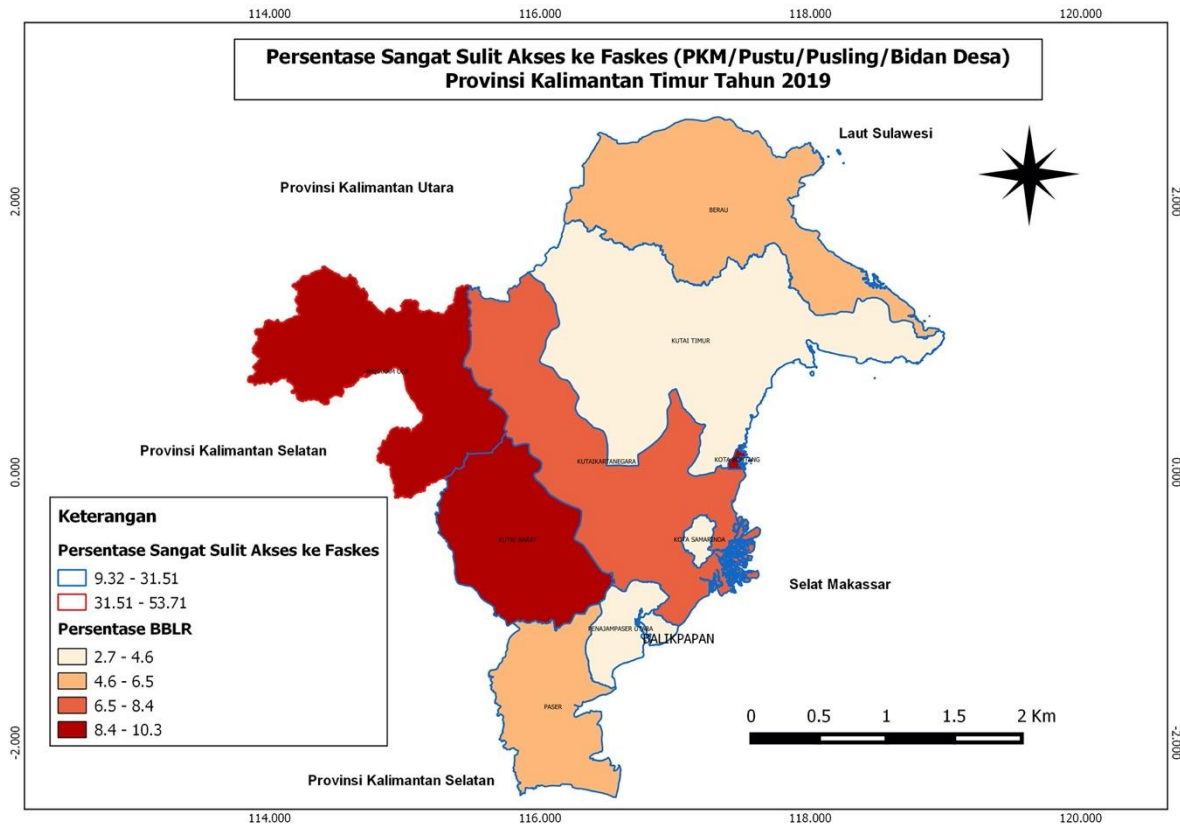 114.000 116.000 118.000 120.000
Persentase Sangat Sulit Akses ke Faskes (PKM/Pustu/Pusling/Bidan Desa)
Provinsi Kalimantan Timur Tahun 2019
Laut Sulawesi
Provinsi Kalimantan Utara
2.000 2.000
BERAU
KUTAI TIMUR
Provinsi Kalimantan Selatan
KUTAIKARTANEGARA
KOTA
0.000 0.000
KUTAI BARAT
KOTA SAMARINDA
Selat Makassar
PENAJAMPASER UTARA
BALIKPAPAN
PASER
Keterangan
Persentase Sangat Sulit Akses ke Faskes
9.32 - 31.51
31.51 - 53.71
Persentase BBLR
2.7 - 4.6
4.6 - 6.5
6.5 - 8.4
8.4 - 10.3
0 0.5 1 1.5 2 Km
-2.000 -2.000
Provinsi Kalimantan Selatan
114.000 116.000 118.000 120.000